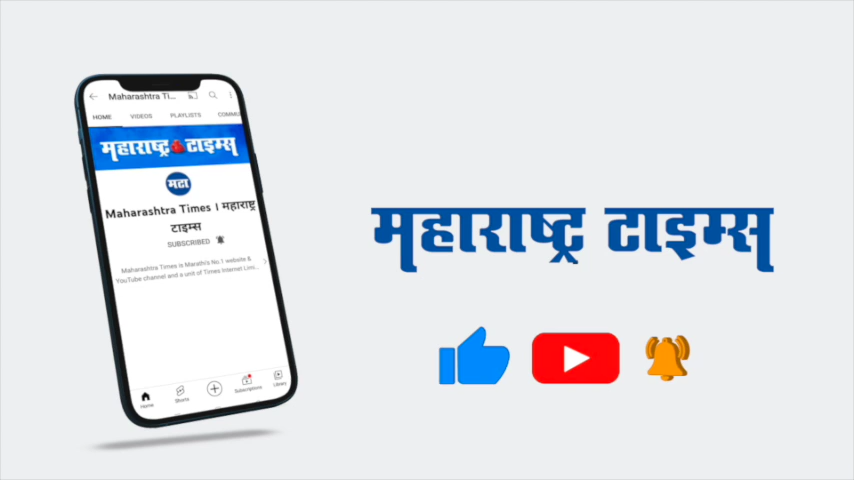 Maharashtra Ti...
HOME VIDEOS PLAYLISTS COMMU
महाराष्ट्र टाइम्स
मटा
Maharashtra Times । महाराष्ट्र
टाइम्स
SUBSCRIBED
Maharashtra Times is Marathi's No.1 website &
YouTube channel and a unit of Times Internet Limi...
Home Shorts Subscriptions Library
महाराष्ट्र टाइम्स